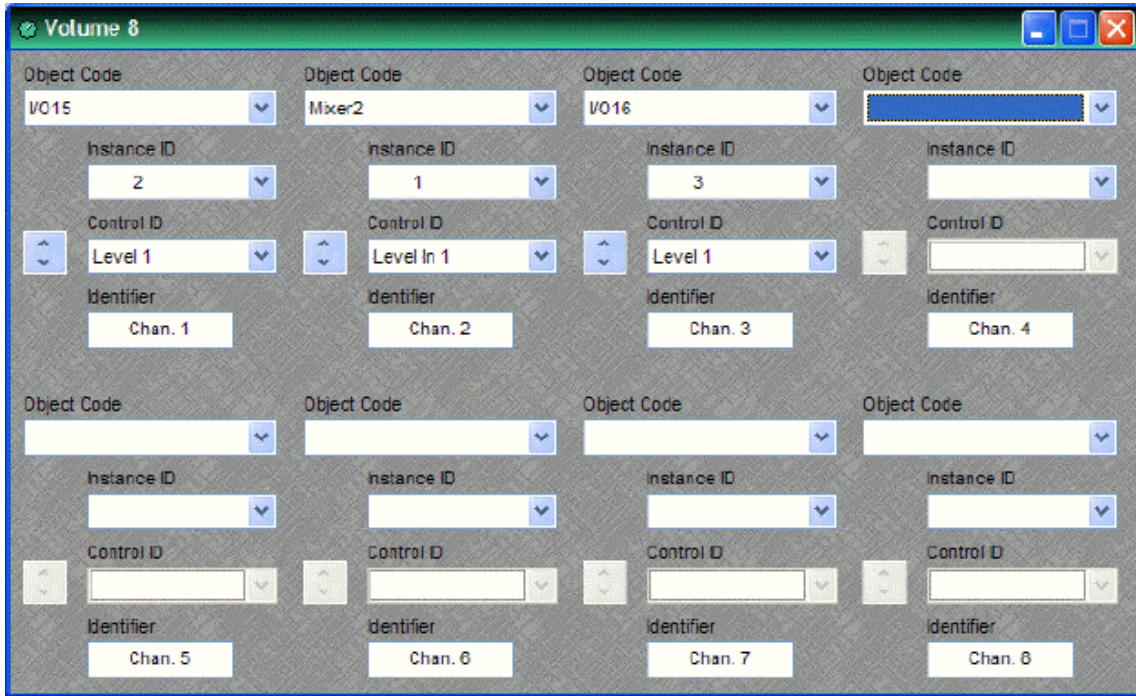 Volume 8
Object Code Object Code Object Code Object Code
I/O15 Mixer2 I/O16
Instance ID Instance ID Instance ID Instance ID
2 1 3
Control ID Control ID Control ID Control ID
Level 1 Level In 1 Level 1
Identifier Identifier Identifier Identifier
Chan. 1 Chan. 2 Chan. 3 Chan. 4
Object Code Object Code Object Code Object Code
Instance ID Instance ID Instance ID Instance ID
Control ID Control ID Control ID Control ID
Identifier Identifier Identifier Identifier
Chan. 5 Chan. 6 Chan. 7 Chan. 8